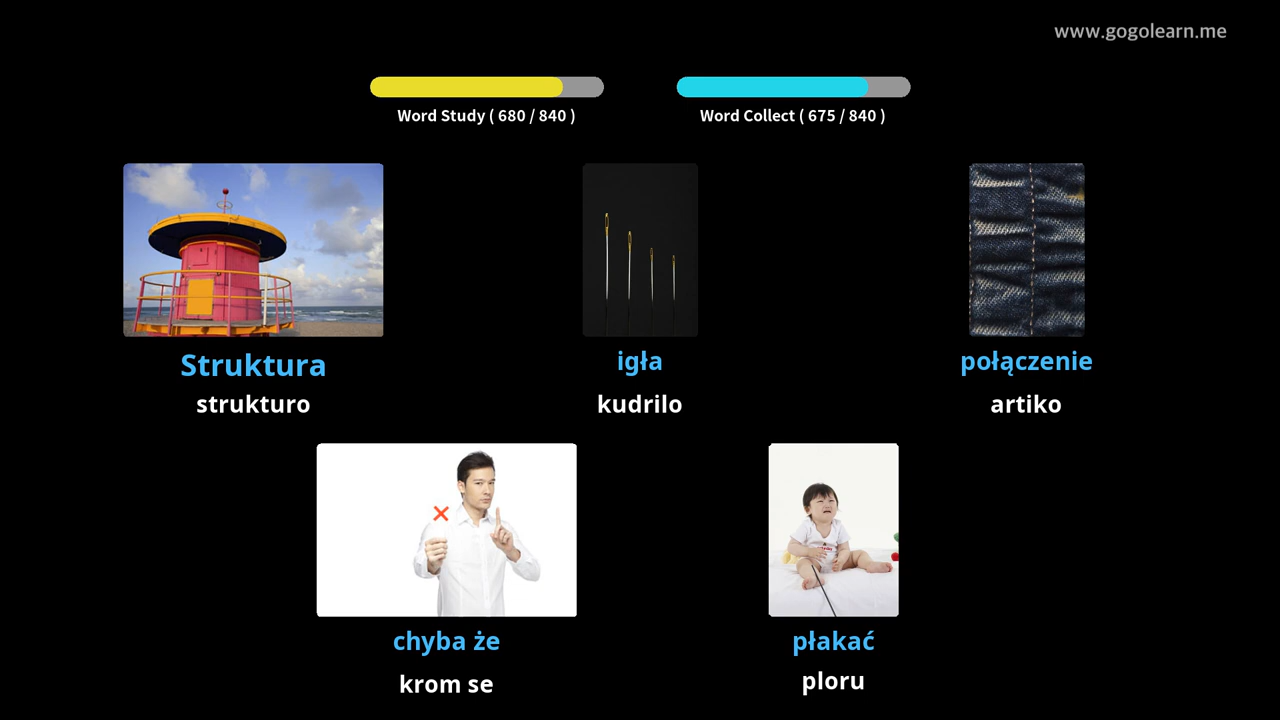 www.gogolearn.me
Word Study ( 680 / 840 )
Word Collect ( 675 / 840 )
Struktura
strukturo
igła
kudrilo
połączenie
artiko
chyba że
krom se
płakać
ploru